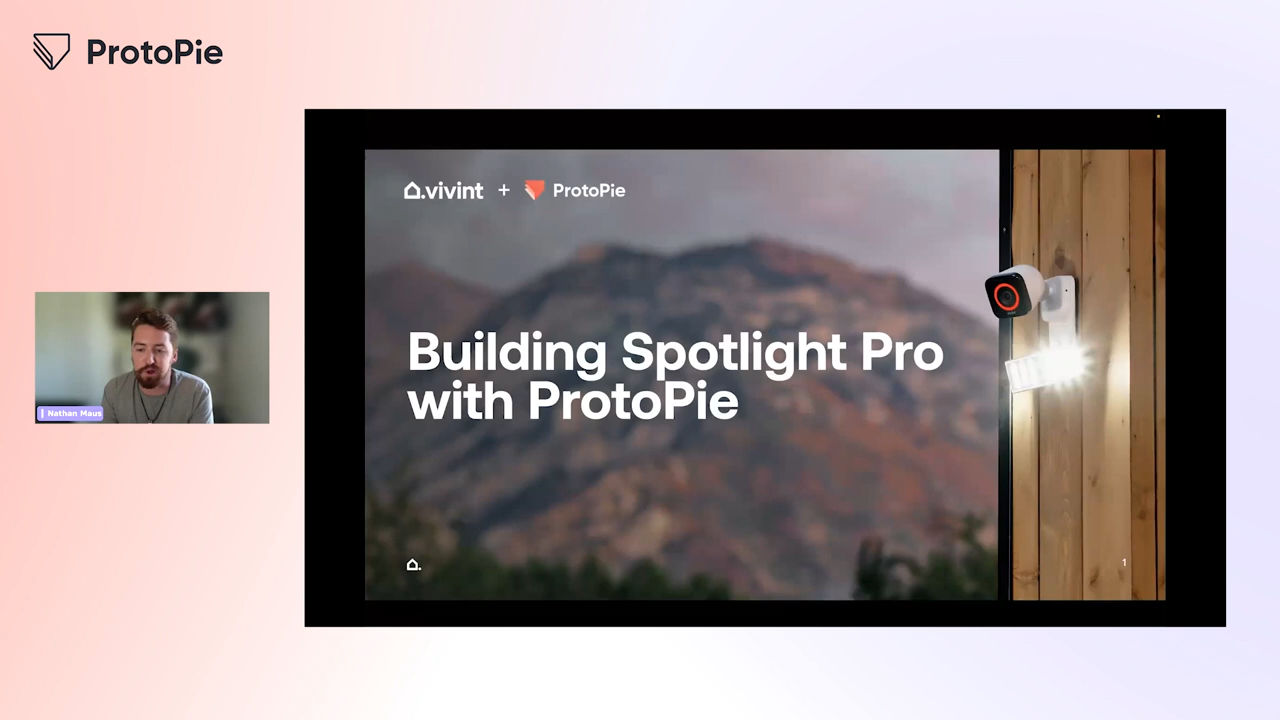 ProtoPie
vivint + ProtoPie
Building Spotlight Pro
with ProtoPie
Nathan Maus
1